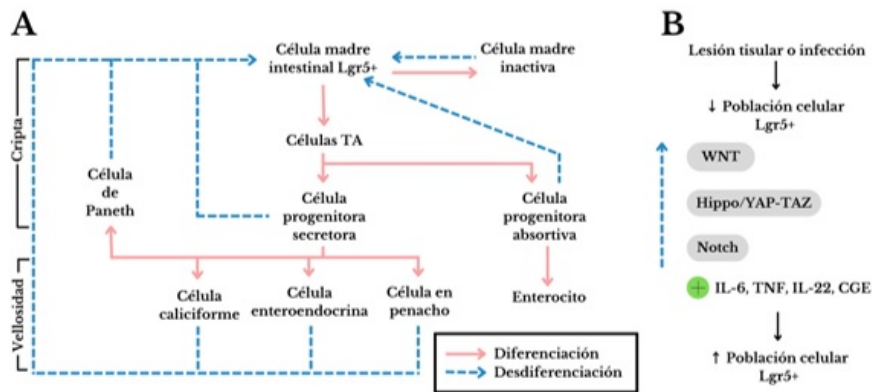 A
Célula madre
intestinal Lgr5+
Célula madre
inactiva
Células TA
Cripta
Célula
de
Paneth
Célula
progenitora
secretora
Célula
progenitora
absortiva
Vellosidad
Célula
caliciforme
Célula
enteroendocrina
Célula en
penacho
Enterocito
Diferenciación
Desdiferenciación
B
Lesión tisular o infección
↓ Población celular
Lgr5+
WNT
Hippo/YAP-TAZ
Notch
+ IL-6, TNF, IL-22, CGE
↑ Población celular
Lgr5+